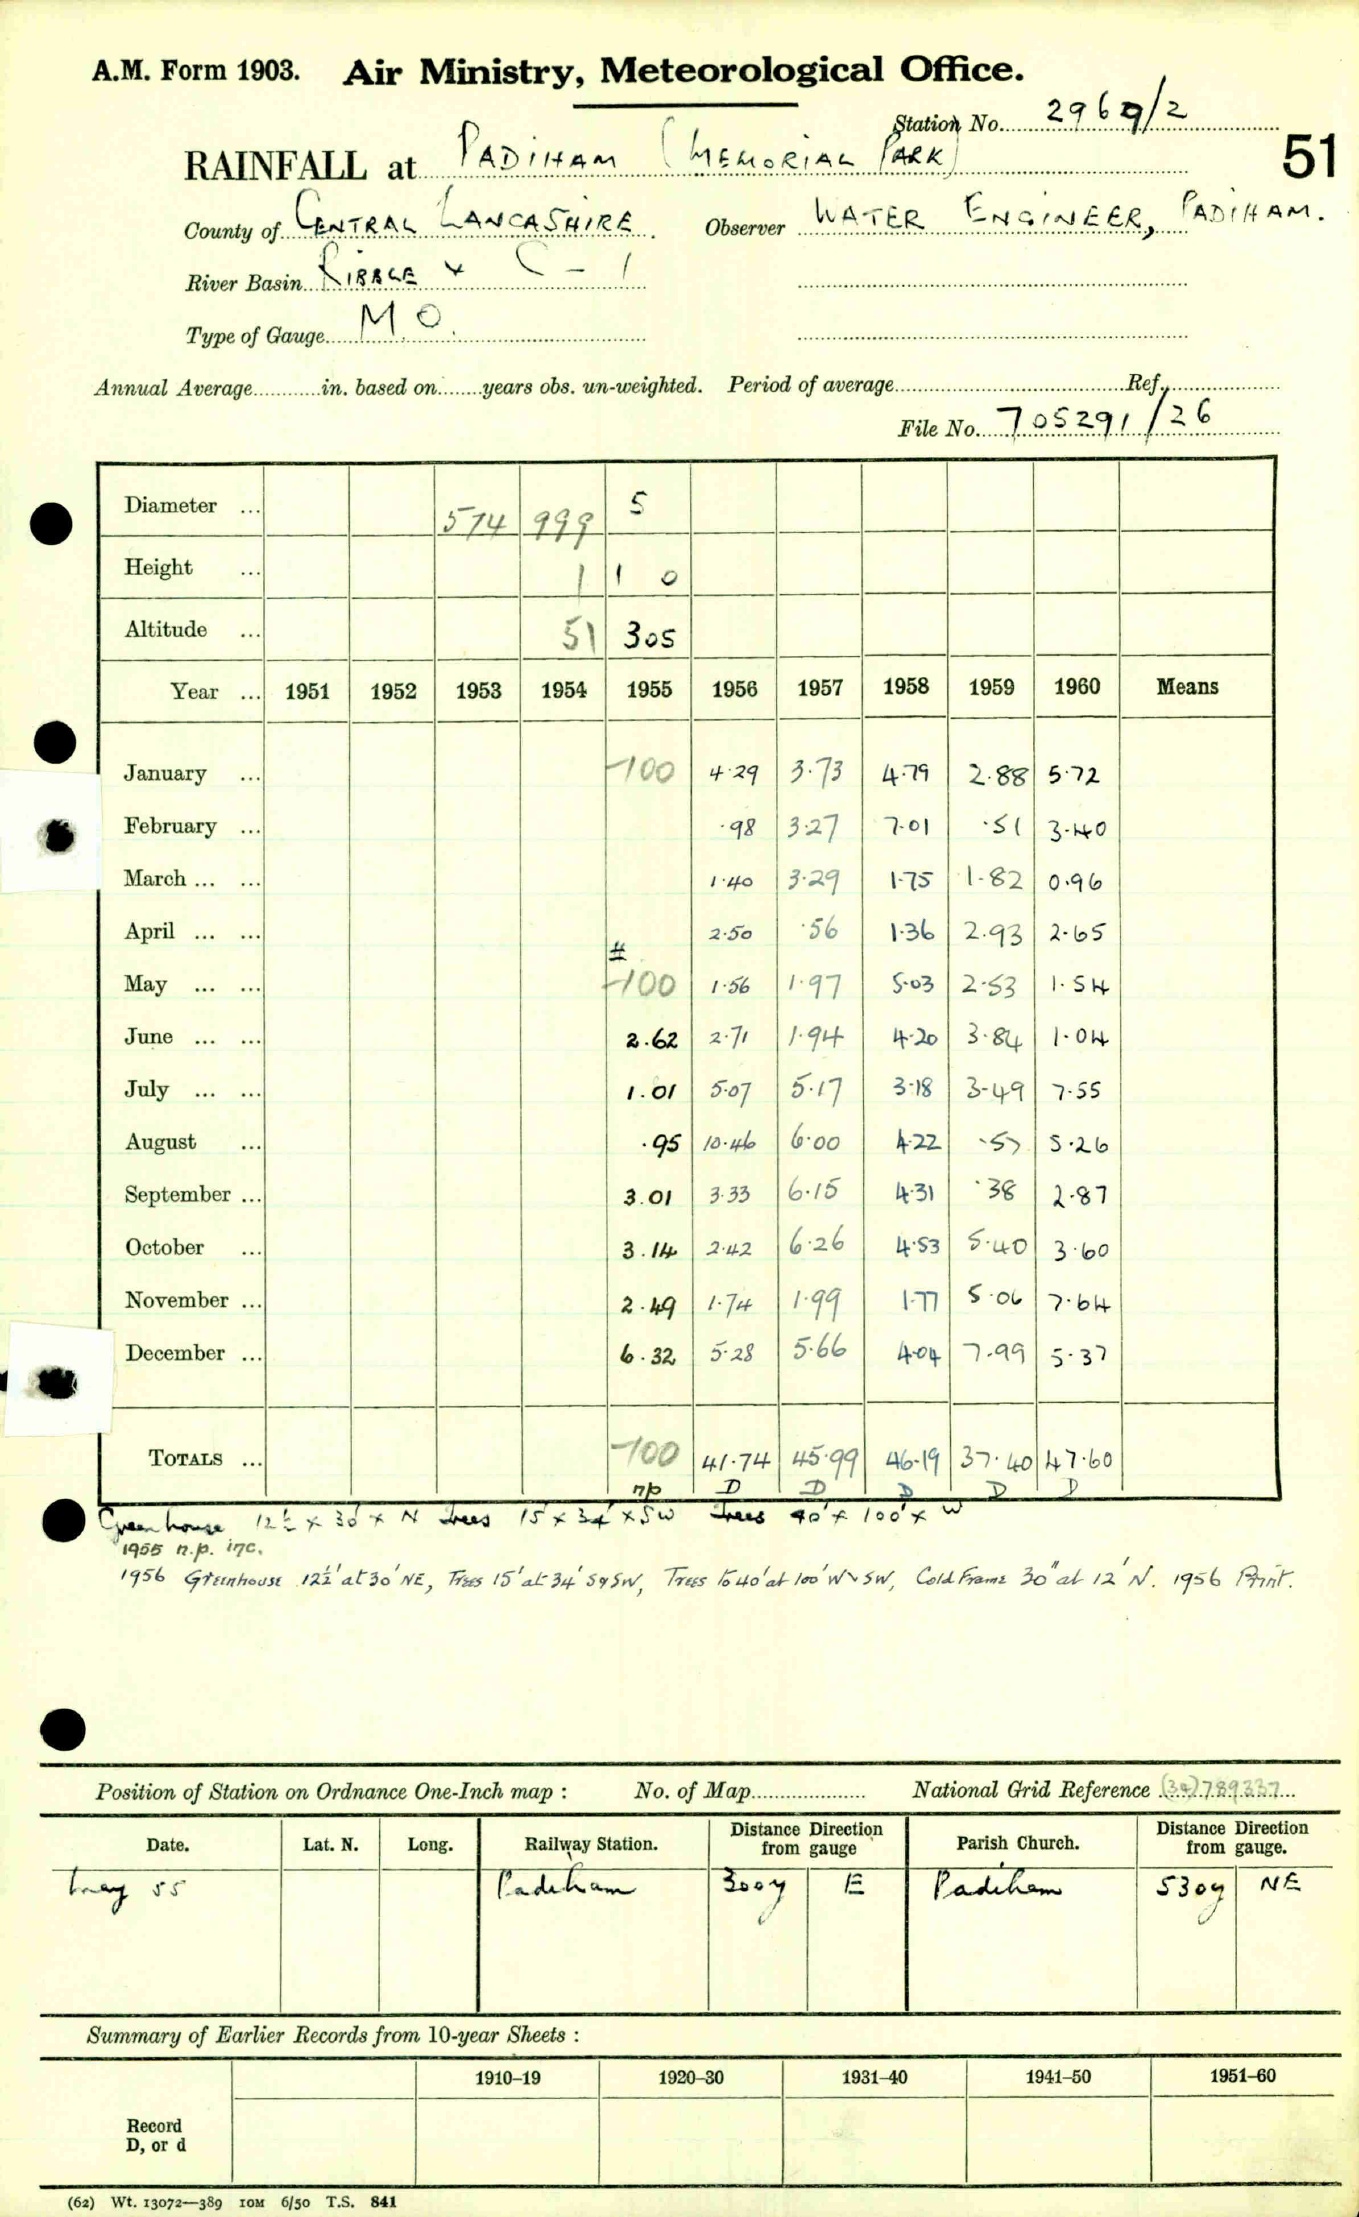 A.M. Form 1903. Air Ministry, Meteorological Office.
Station No. 2969/2
51
RAINFALL at PADIHAM (MEMORIAL PARK)
County of CENTRAL LANCASHIRE. Observer WATER ENGINEER, PADIHAM.
River Basin RIBBLE C-1
Type of Gauge M O.
Annual Average in. based on years obs. un-weighted. Period of average Ref.
File No. 705291/26
Diameter ... 574 999 5
Height ... 1 1 0
Altitude ... 51 305
Year ... 1951 1952 1953 1954 1955 1956 1957 1958 1959 1960 Means
January ... -100 4.29 3.73 4.79 2.88 5.72
February ... .98 3.27 7.01 .51 3.40
March ... ... 1.40 3.29 1.75 1.82 0.96
April ... ... 2.50 .56 1.36 2.93 2.65
#
May ... ... -100 1.56 1.97 5.03 2.53 1.54
June ... ... 2.62 2.71 1.94 4.20 3.84 1.04
July ... ... 1.01 5.07 5.17 3.18 3.49 7.55
August ... .95 10.46 6.00 4.22 .57 5.26
September ... 3.01 3.33 6.15 4.31 .38 2.87
October ... 3.14 2.42 6.26 4.53 5.40 3.60
November ... 2.49 1.74 1.99 1.77 5.06 7.64
December ... 6.32 5.28 5.66 4.04 7.99 5.37
TOTALS ... -100 41.74 45.99 46.19 37.40 47.60
np D D D D D
Greenhouse 12½ x 30' x N Trees 15' x 34' x SW Trees 40' x 100' x W
1955 n.p. inc.
1956 Greenhouse 12½' at 30' NE, Trees 15' at 34' S&SW, Trees to 40' at 100' W SW, Cold Frame 30" at 12' N. 1956 Print.
Position of Station on Ordnance One-Inch map : No. of Map National Grid Reference (34)789337
Date. Lat. N. Long. Railway Station. Distance Direction from gauge Parish Church. Distance Direction from gauge.
May 55 Padiham 300y E Padiham 530y NE
Summary of Earlier Records from 10-year Sheets :
1910–19 1920–30 1931–40 1941–50 1951–60
Record
D, or d
(62) Wt. 13072—389 10M 6/50 T.S. 841